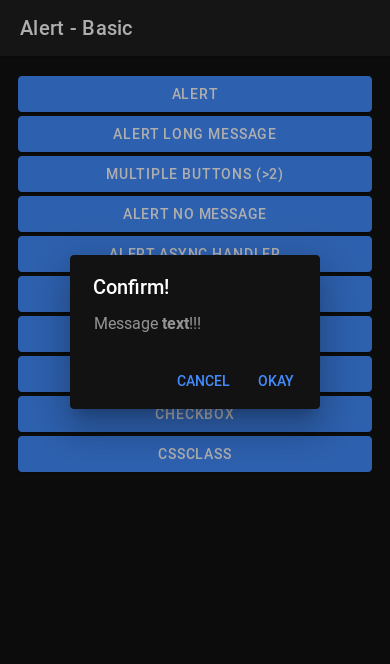 Alert - Basic
ALERT
ALERT LONG MESSAGE
MULTIPLE BUTTONS (>2)
ALERT NO MESSAGE
ALERT ASYNC HANDLER
Confirm!
Message text!!!
CANCEL OKAY
CHECKBOX
CSSCLASS